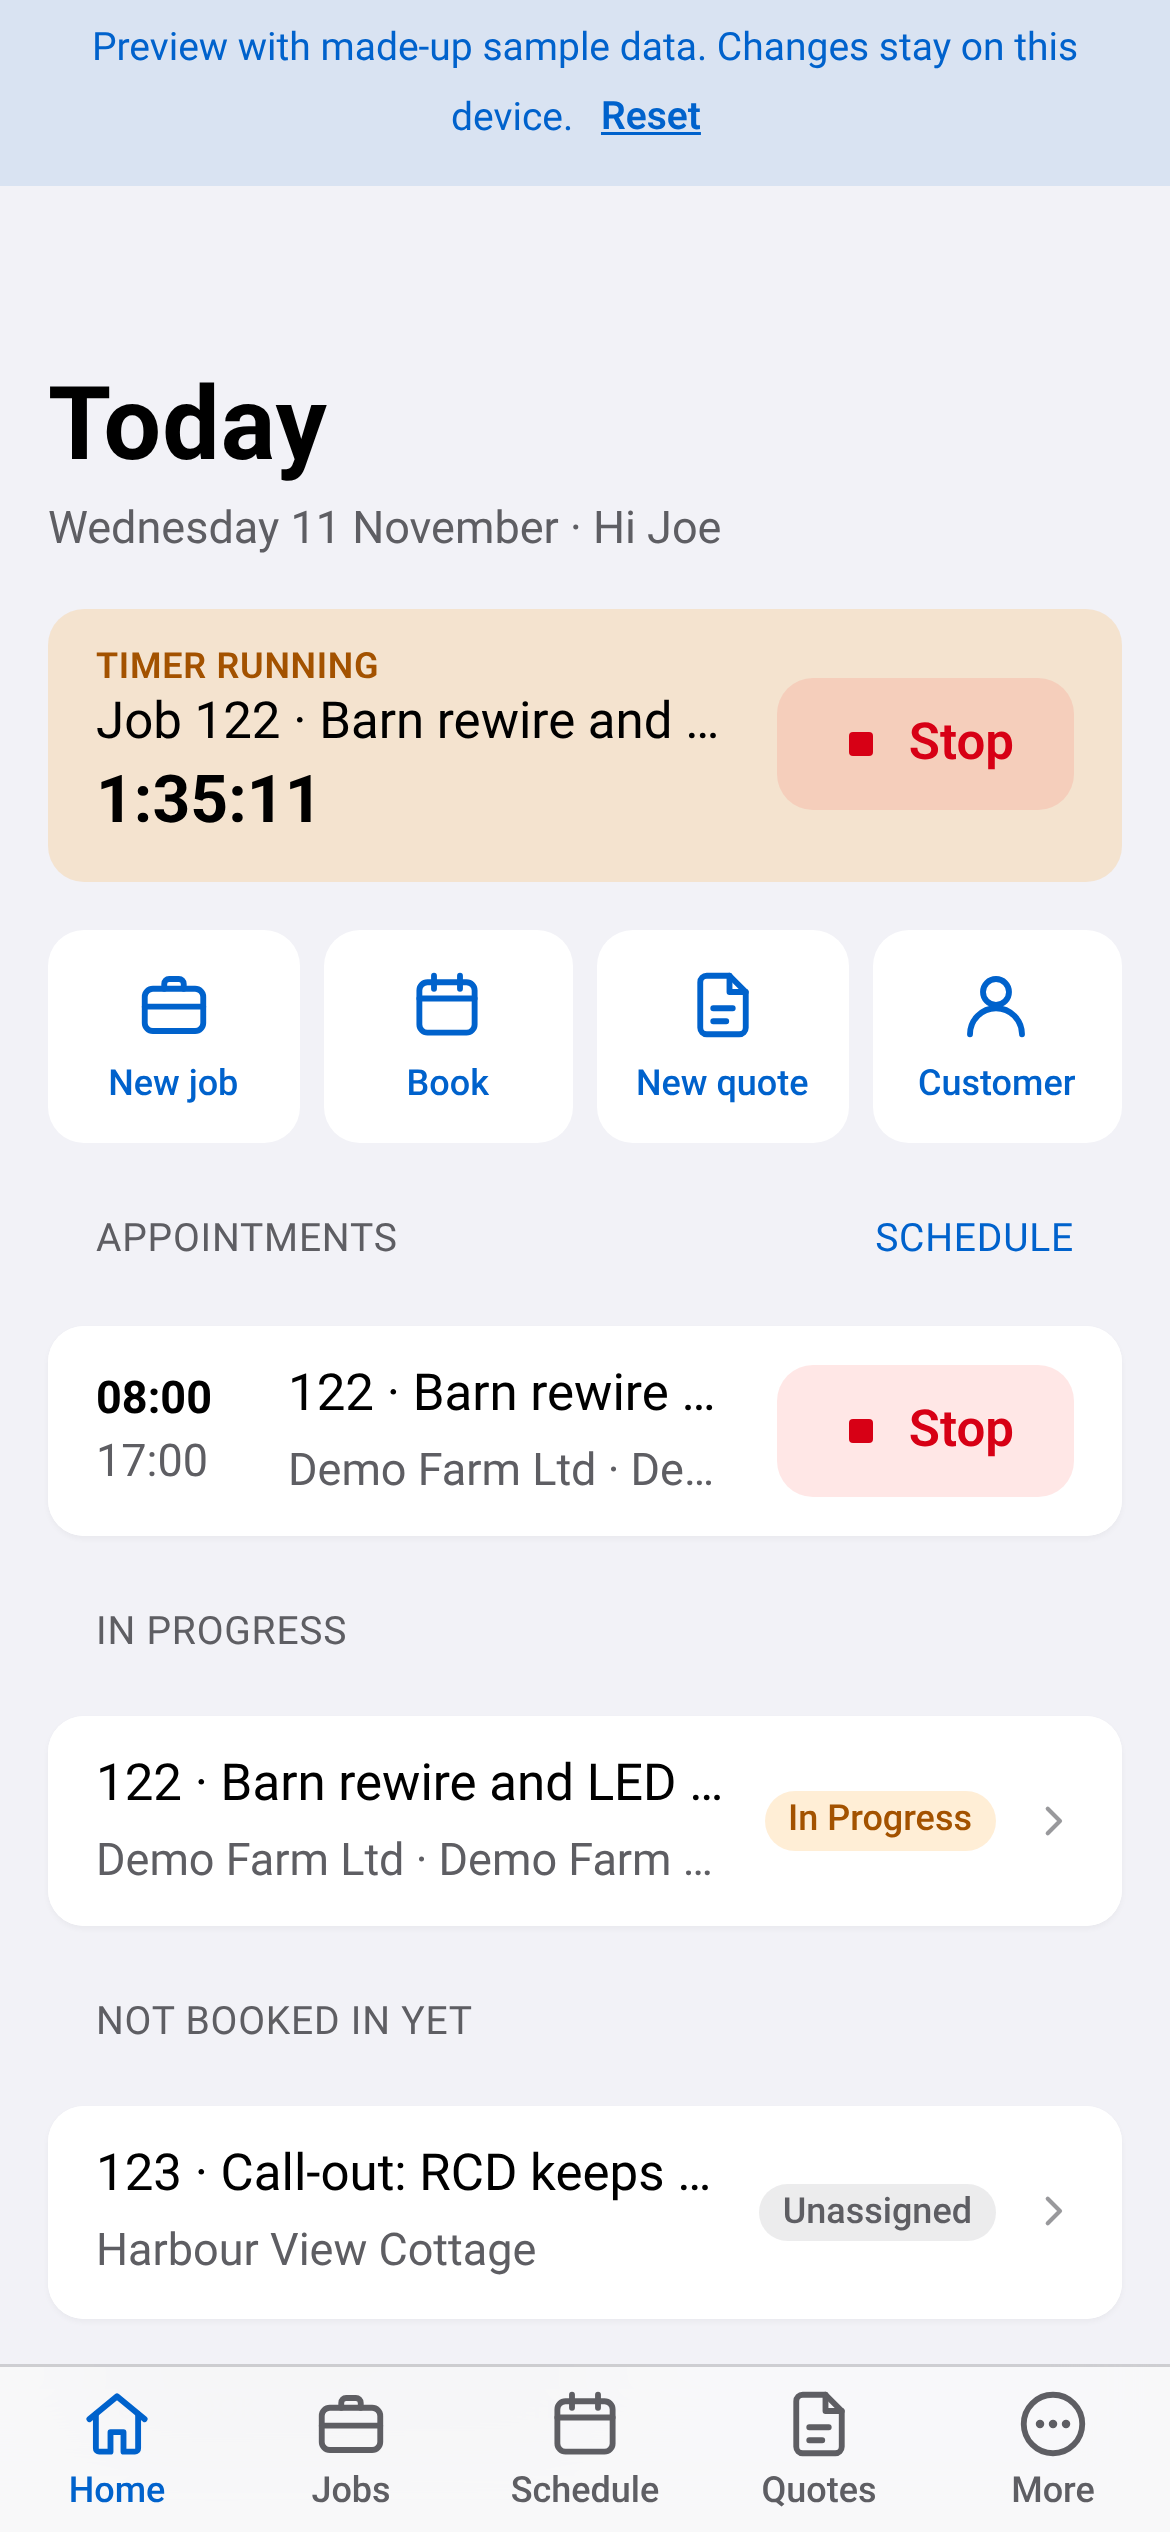 Preview with made-up sample data. Changes stay on this
device. Reset
Today
Wednesday 11 November · Hi Joe
TIMER RUNNING
Job 122 · Barn rewire and ...
1:35:11
Stop
New job
Book
New quote
Customer
APPOINTMENTS
SCHEDULE
08:00
17:00
122 · Barn rewire ...
Demo Farm Ltd · De...
Stop
IN PROGRESS
122 · Barn rewire and LED ...
Demo Farm Ltd · Demo Farm ...
In Progress
NOT BOOKED IN YET
123 · Call-out: RCD keeps ...
Harbour View Cottage
Unassigned
Home
Jobs
Schedule
Quotes
More